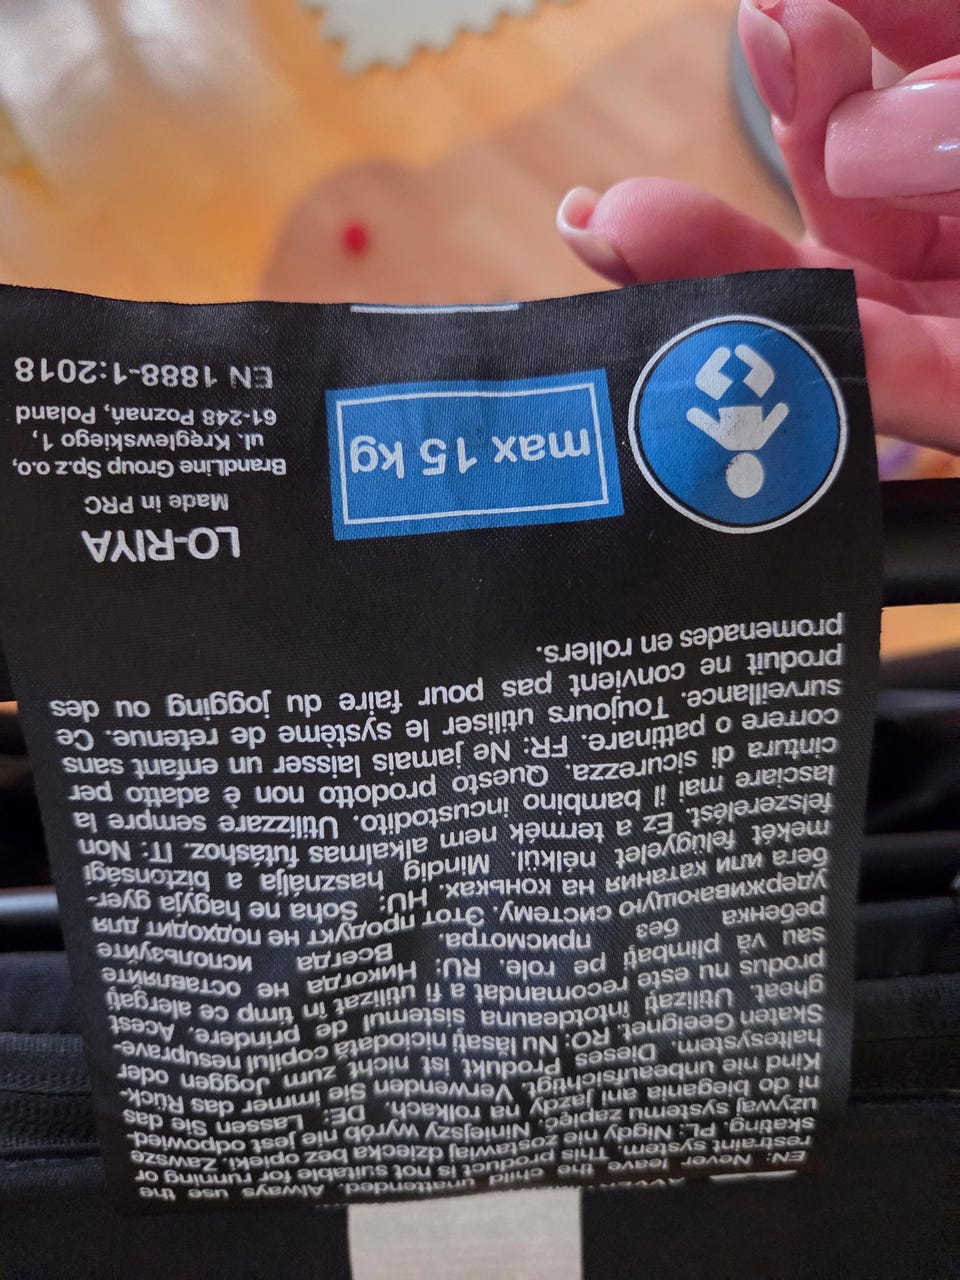 EN: Never leave the child unattended. Always use the
restraint system. This product is not suitable for running or
skating. PL: Nigdy nie zostawiaj dziecka bez opieki. Zawsze
używaj systemu zapięć. Niniejszy wyrób nie jest odpowied-
ni do biegania ani jazdy na rolkach. DE: Lassen Sie das
Kind nie unbeaufsichtigt. Verwenden Sie immer das Rück-
haltesystem. Dieses Produkt ist nicht zum Joggen oder
Skaten Geeignet. RO: Nu lăsați niciodată copilul nesuprave-
gheat. Utilizați întotdeauna sistemul de prindere. Acest
produs nu este recomandat a fi utilizat în timp ce alergați
sau vă plimbați pe role. RU: Никогда не оставляйте
ребенка без присмотра. Всегда используйте
удерживающую систему. Этот продукт не подходит для
бега или катания на коньках. HU: Soha ne hagyja gyer-
mekét felügyelet nélkül. Mindig használja a biztonsági
felszerelést. Ez a termék nem alkalmas futáshoz. IT: Non
lasciare mai il bambino incustodito. Utilizzare sempre la
cintura di sicurezza. Questo prodotto non è adatto per
correre o pattinare. FR: Ne jamais laisser un enfant sans
surveillance. Toujours utiliser le système de retenue. Ce
produit ne convient pas pour faire du jogging ou des
promenades en rollers.
max 15 kg
LO-RIYA
Made in PRC
BrandLine Group Sp.z.o.o,
ul. Kręglewskiego 1,
61-248 Poznań, Poland
EN 1888-1:2018